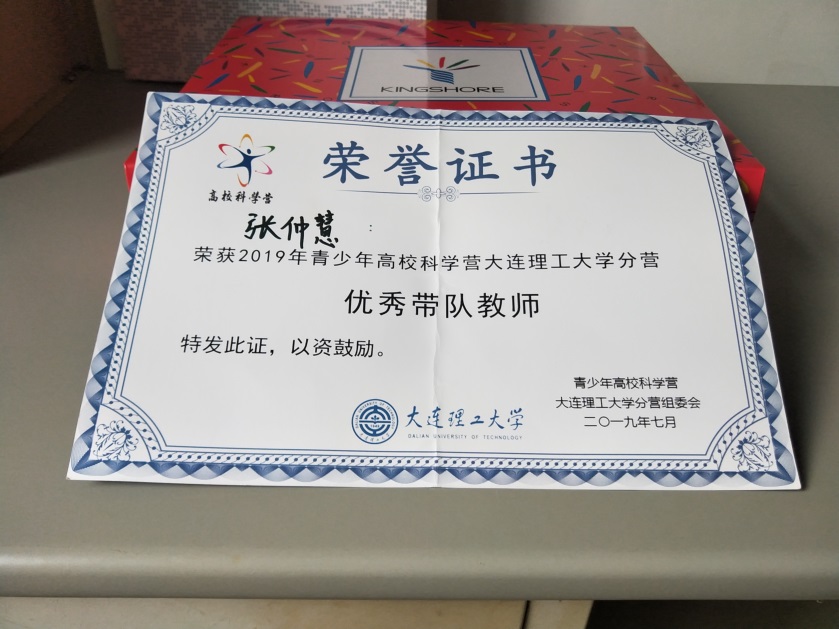 KINGSHORE
荣誉证书
高校科学营
张仲慧：
荣获2019年青少年高校科学营大连理工大学分营
优秀带队教师
特发此证，以资鼓励。
青少年高校科学营
大连理工大学分营组委会
二〇一九年七月
大连理工大学
DALIAN UNIVERSITY OF TECHNOLOGY